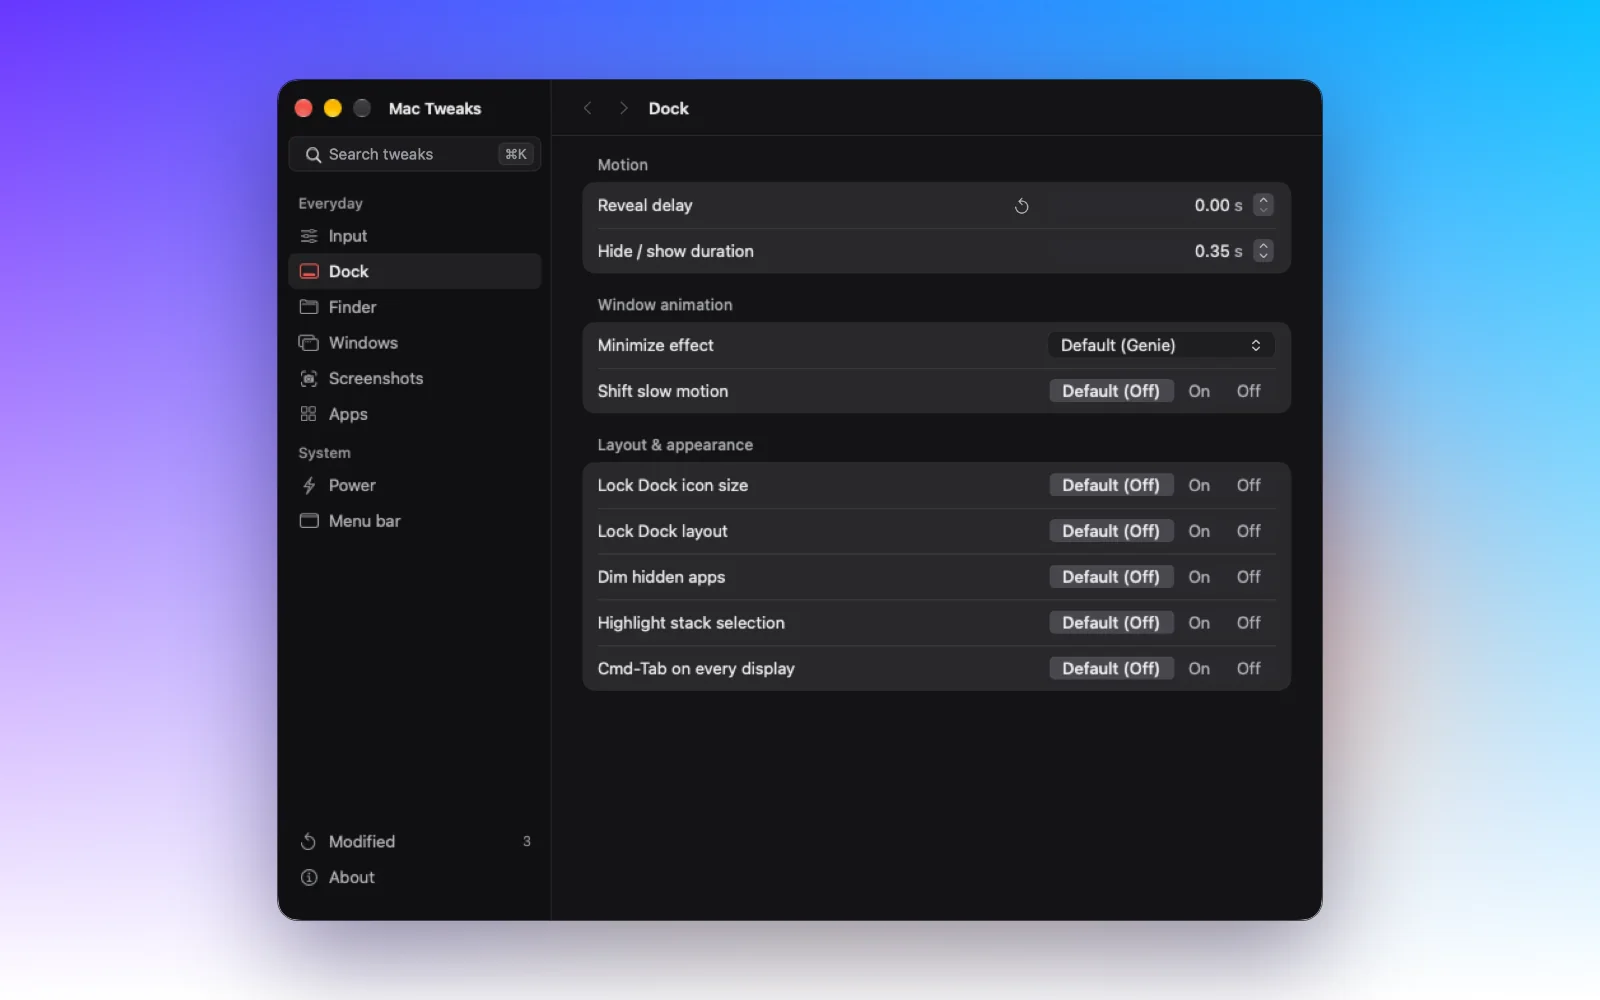 Mac Tweaks
Search tweaks ⌘K
Everyday
Input
Dock
Finder
Windows
Screenshots
Apps
System
Power
Menu bar
Modified 3
About
Dock
Motion
Reveal delay 0.00 s
Hide / show duration 0.35 s
Window animation
Minimize effect Default (Genie)
Shift slow motion Default (Off) On Off
Layout & appearance
Lock Dock icon size Default (Off) On Off
Lock Dock layout Default (Off) On Off
Dim hidden apps Default (Off) On Off
Highlight stack selection Default (Off) On Off
Cmd-Tab on every display Default (Off) On Off